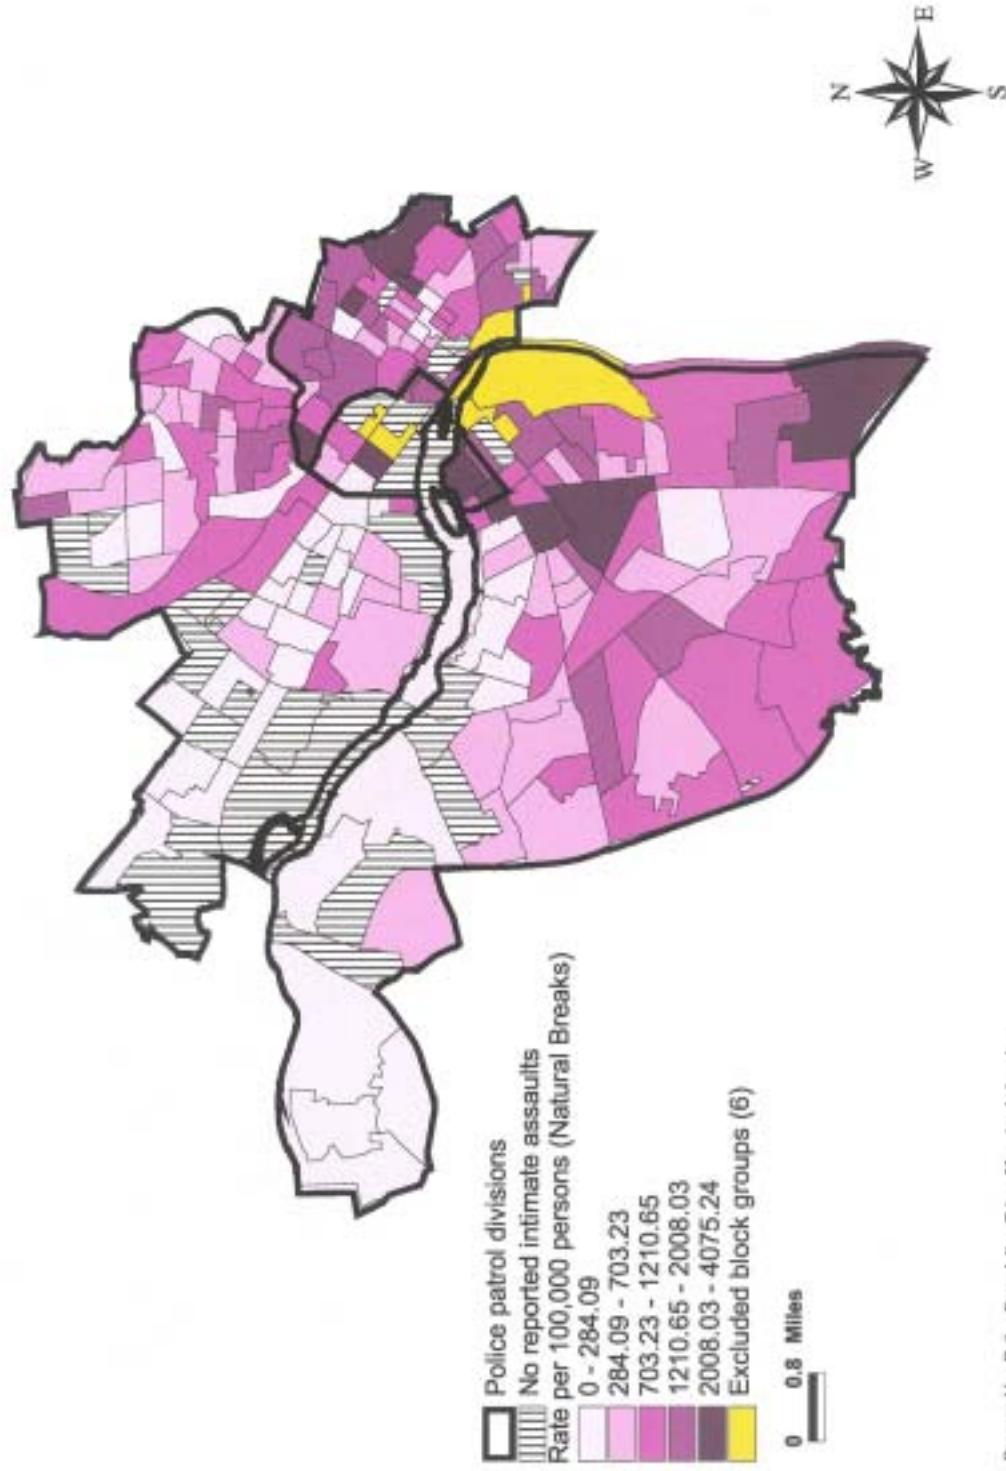 N
W
E
S
Police patrol divisions
No reported intimate assaults
Rate per 100,000 persons (Natural Breaks)
0 - 284.09
284.09 - 703.23
703.23 - 1210.65
1210.65 - 2008.03
2008.03 - 4075.24
Excluded block groups (6)
0 0.8 Miles